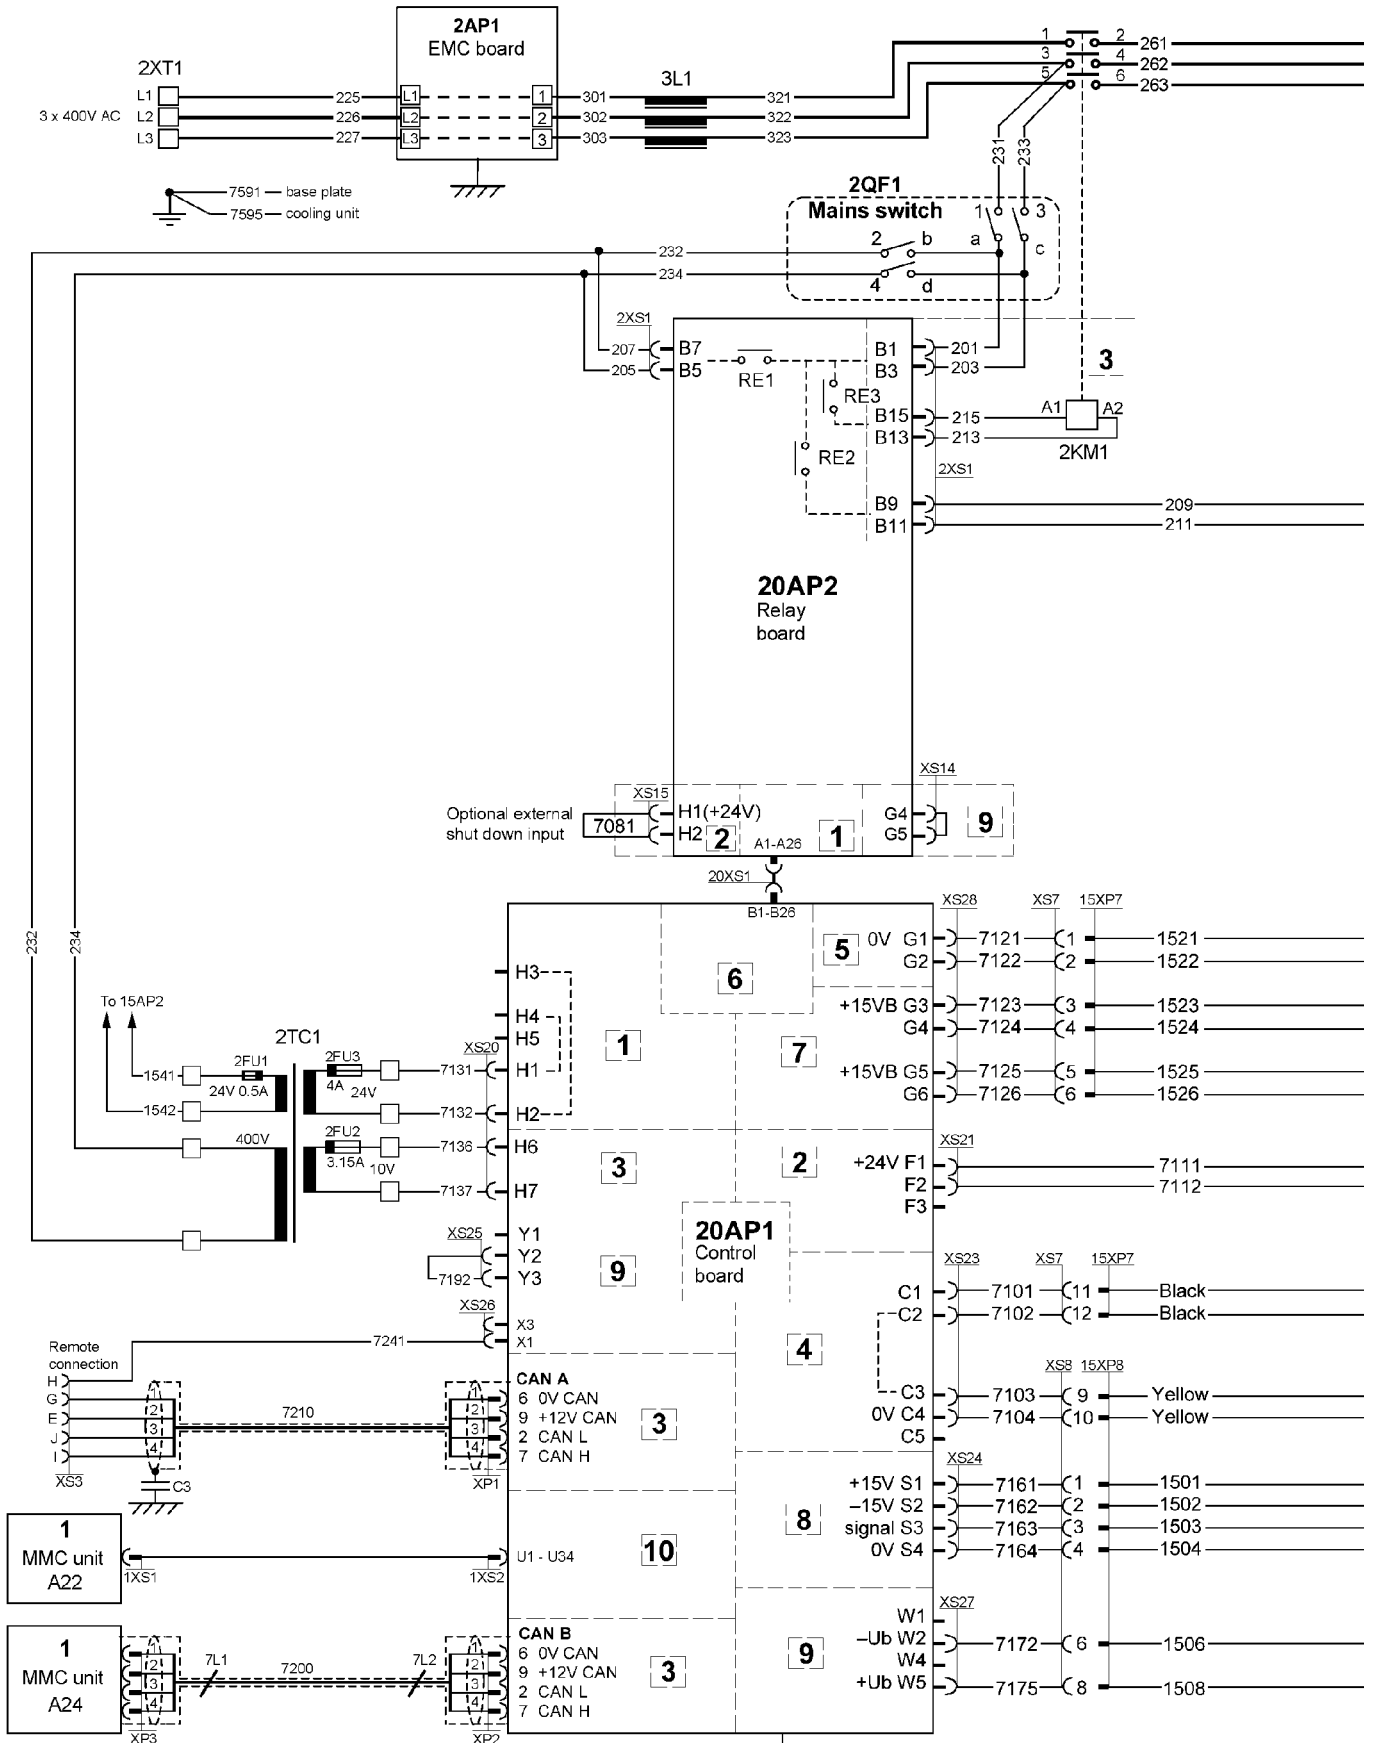 2AP1
EMC board
2XT1
3L1
3 x 400V AC
L1 225 L1 1 301 321
L2 226 L2 2 302 322
L3 227 L3 3 303 323
1 2 261
3 4 262
5 6 263
7591 base plate
7595 cooling unit
231 233
2QF1
Mains switch
1 3
2 b a c
4 d
232
234
2XS1
207 B7
205 B5
RE1
RE3
RE2
B1 201
B3 203
B15 215
B13 213
2XS1
3
A1 A2
2KM1
B9 209
B11 211
20AP2
Relay
board
XS15
XS14
Optional external
shut down input
7081
H1(+24V)
H2
2
1
A1-A26
G4
G5
9
20XS1
B1-B26
232
234
To 15AP2
2TC1
1541
2FU1
24V 0.5A
1542
400V
2FU3
4A 24V
2FU2
3.15A 10V
XS20
7131 H1
7132 H2
7136 H6
7137 H7
H3
H4
H5
1
6
5
7
3
2
20AP1
Control
board
9
4
XS25
Y1
Y2
7192 Y3
XS26
X3
7241 X1
XS28 XS7 15XP7
0V G1 7121 1 1521
G2 7122 2 1522
+15VB G3 7123 3 1523
G4 7124 4 1524
+15VB G5 7125 5 1525
G6 7126 6 1526
XS21
+24V F1 7111
F2 7112
F3
XS23 XS7 15XP7
C1 7101 11 Black
C2 7102 12 Black
XS8 15XP8
C3 7103 9 Yellow
0V C4 7104 10 Yellow
C5
XS24
+15V S1 7161 1 1501
–15V S2 7162 2 1502
signal S3 7163 3 1503
0V S4 7164 4 1504
8
XS27
W1
–Ub W2 7172 6 1506
W4
+Ub W5 7175 8 1508
9
Remote
connection
H
G
E
J
I
XS3
1
2
3
4
C3
7210
1
2
3
4
XP1
CAN A
6 0V CAN
9 +12V CAN
2 CAN L
7 CAN H
3
1
MMC unit
A22
1XS1
1XS2
U1 - U34
10
1
MMC unit
A24
1
2
3
4
XP3
7L1 7200 7L2
1
2
3
4
XP2
CAN B
6 0V CAN
9 +12V CAN
2 CAN L
7 CAN H
3